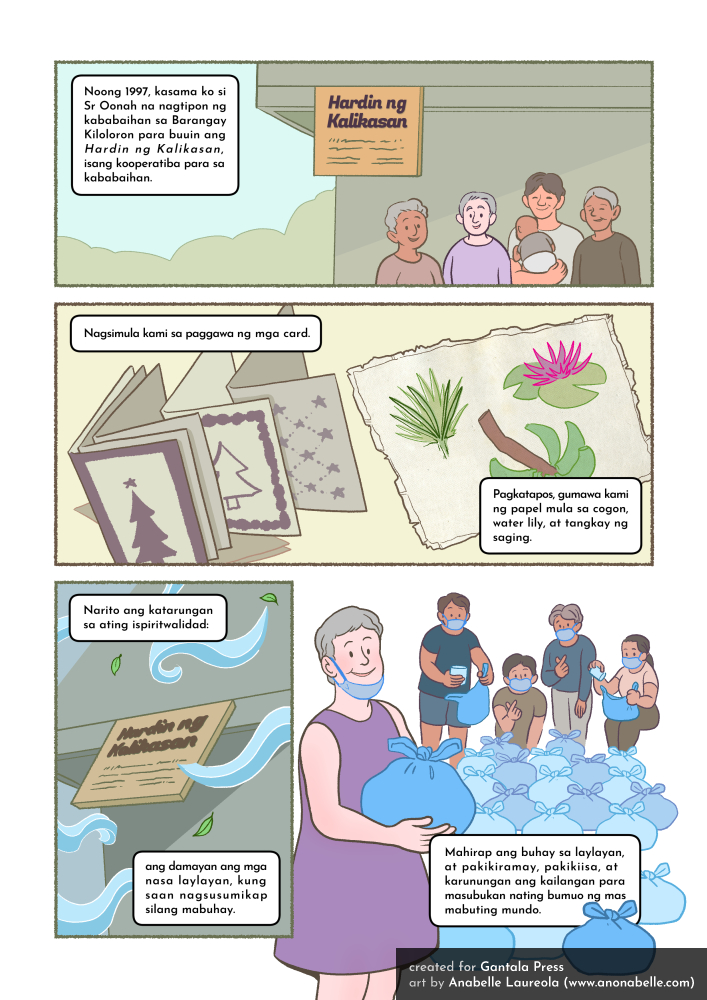 Noong 1997, kasama ko si
Sr Oonah na nagtipon ng
kababaihan sa Barangay
Kiloloron para buuin ang
Hardin ng Kalikasan,
isang kooperatiba para sa
kababaihan.
Hardin ng
Kalikasan
Nagsimula kami sa paggawa ng mga card.
Pagkatapos, gumawa kami
ng papel mula sa cogon,
water lily, at tangkay ng
saging.
Narito ang katarungan
sa ating ispiritwalidad:
Hardin ng
Kalikasan
ang damayan ang mga
nasa laylayan, kung
saan nagsusumikap
silang mabuhay.
Mahirap ang buhay sa laylayan,
at pakikiramay, pakikiisa, at
karunungan ang kailangan para
masubukan nating bumuo ng mas
mabuting mundo.
created for Gantala Press
art by Anabelle Laureola (www.anonabelle.com)